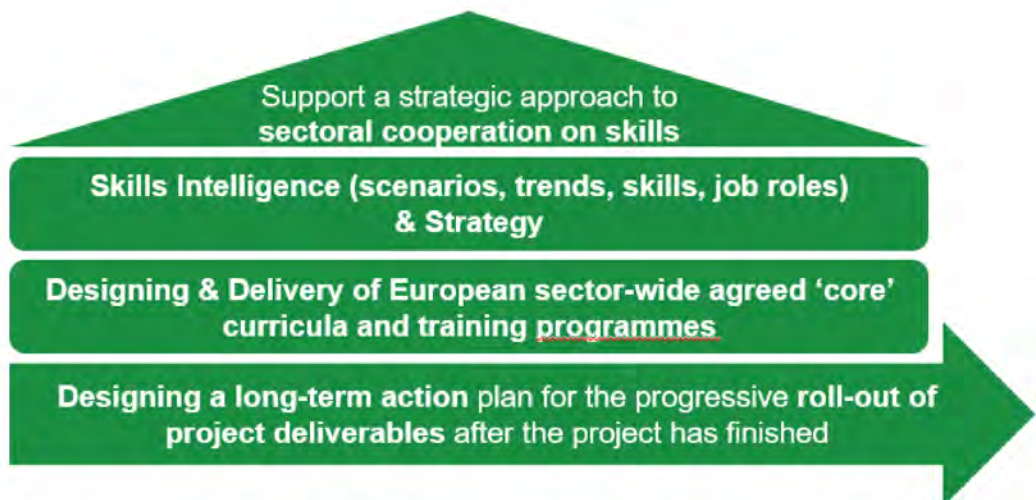 Support a strategic approach to
sectoral cooperation on skills
Skills Intelligence (scenarios, trends, skills, job roles)
& Strategy
Designing & Delivery of European sector-wide agreed ‘core’
curricula and training programmes
Designing a long-term action plan for the progressive roll-out of
project deliverables after the project has finished